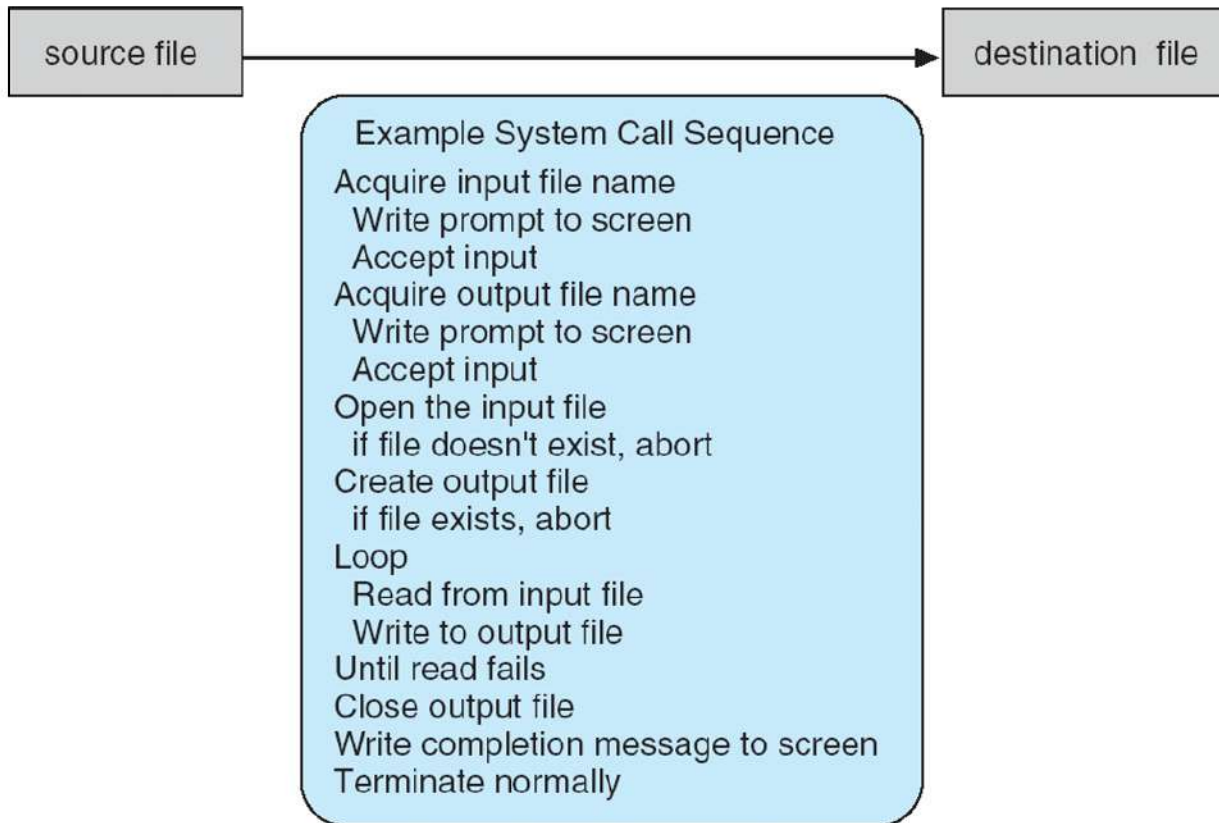 source file
destination file
Example System Call Sequence
Acquire input file name
Write prompt to screen
Accept input
Acquire output file name
Write prompt to screen
Accept input
Open the input file
if file doesn't exist, abort
Create output file
if file exists, abort
Loop
Read from input file
Write to output file
Until read fails
Close output file
Write completion message to screen
Terminate normally